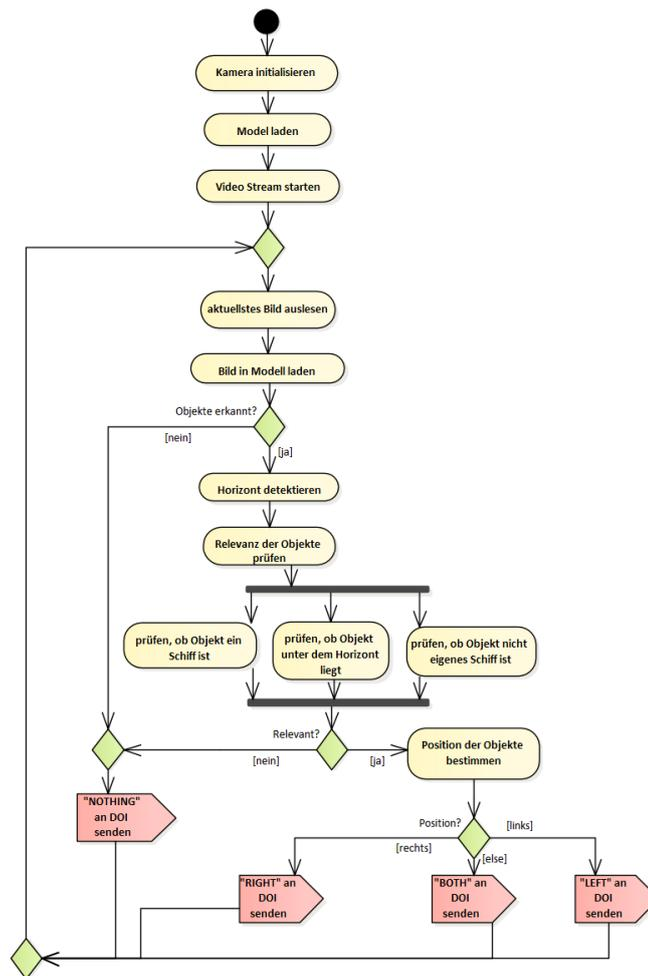 Kamera initialisieren
Model laden
Video Stream starten
aktuellstes Bild auslesen
Bild in Modell laden
Objekte erkannt?
[nein]
[ja]
Horizont detektieren
Relevanz der Objekte
prüfen
prüfen, ob Objekt ein
Schiff ist
prüfen, ob Objekt
unter dem Horizont
liegt
prüfen, ob Objekt nicht
eigenes Schiff ist
Relevant?
[nein]
[ja]
Position der Objekte
bestimmen
"NOTHING"
an DOI
senden
Position?
[links]
[rechts]
[else]
"RIGHT" an
DOI
senden
"BOTH" an
DOI
senden
"LEFT" an
DOI
senden